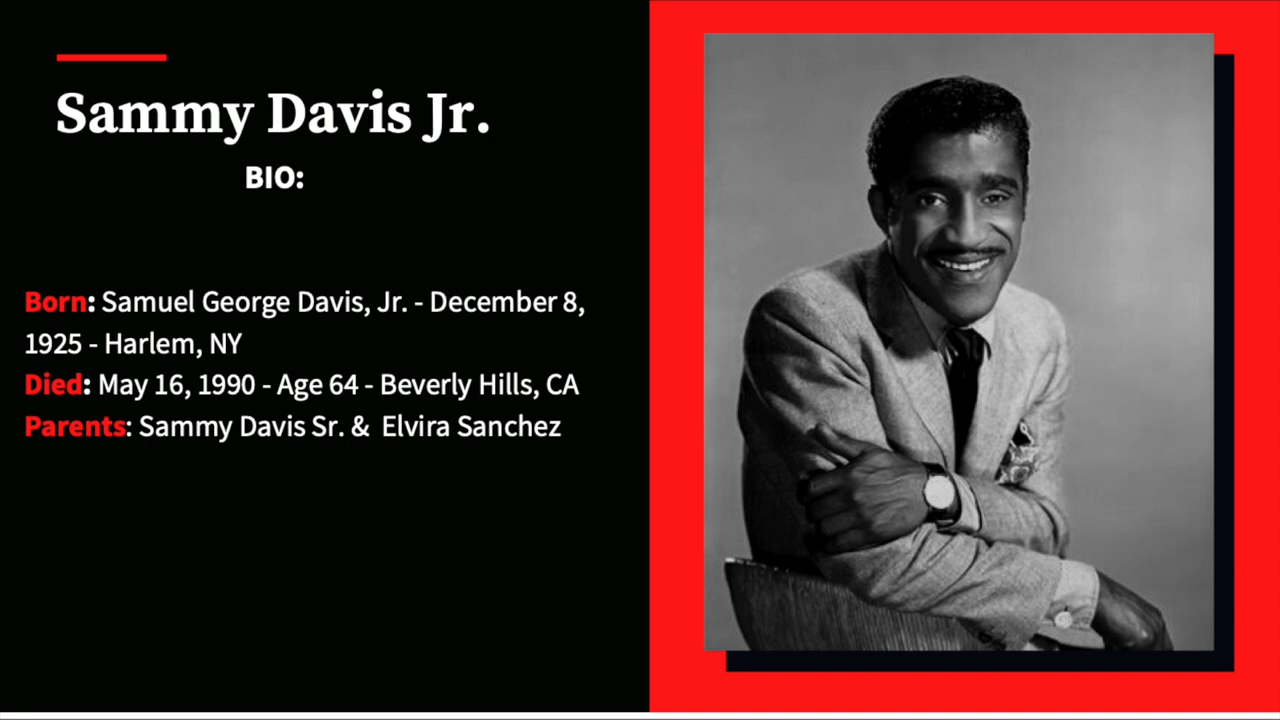 Sammy Davis Jr.
BIO:
Born: Samuel George Davis, Jr. - December 8,
1925 - Harlem, NY
Died: May 16, 1990 - Age 64 - Beverly Hills, CA
Parents: Sammy Davis Sr. &  Elvira Sanchez